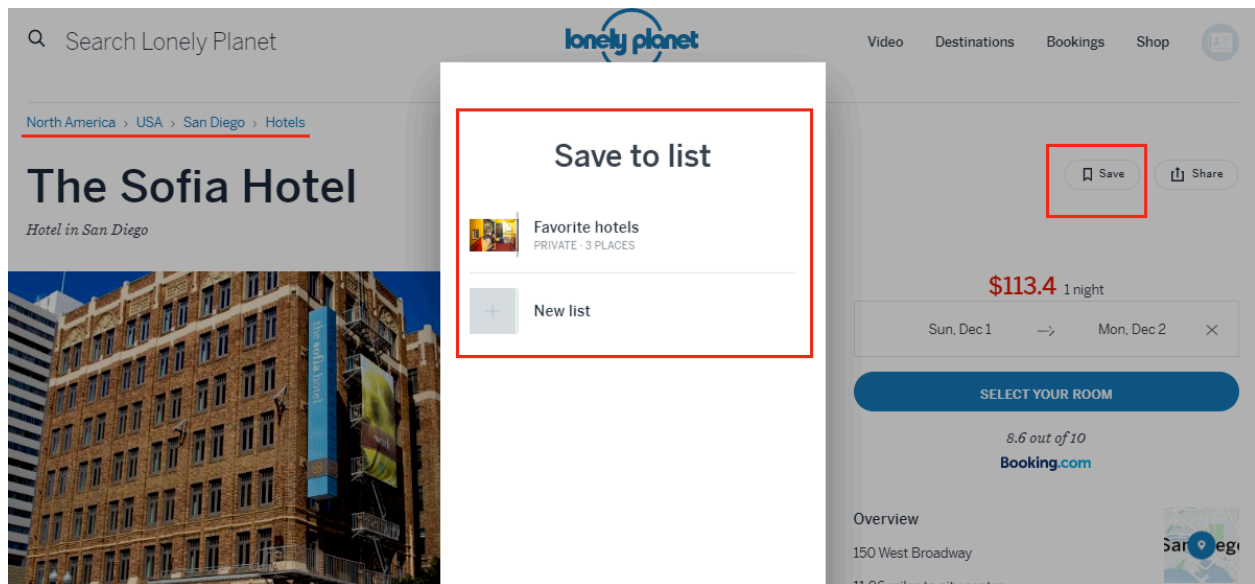 Search Lonely Planet
lonely planet
Video Destinations Bookings Shop
North America › USA › San Diego › Hotels
The Sofia Hotel
Hotel in San Diego
Save to list
Favorite hotels
PRIVATE · 3 PLACES
New list
Save Share
the sofia hotel
$113.4 1 night
Sun, Dec 1 → Mon, Dec 2 ×
SELECT YOUR ROOM
8.6 out of 10
Booking.com
Overview
150 West Broadway